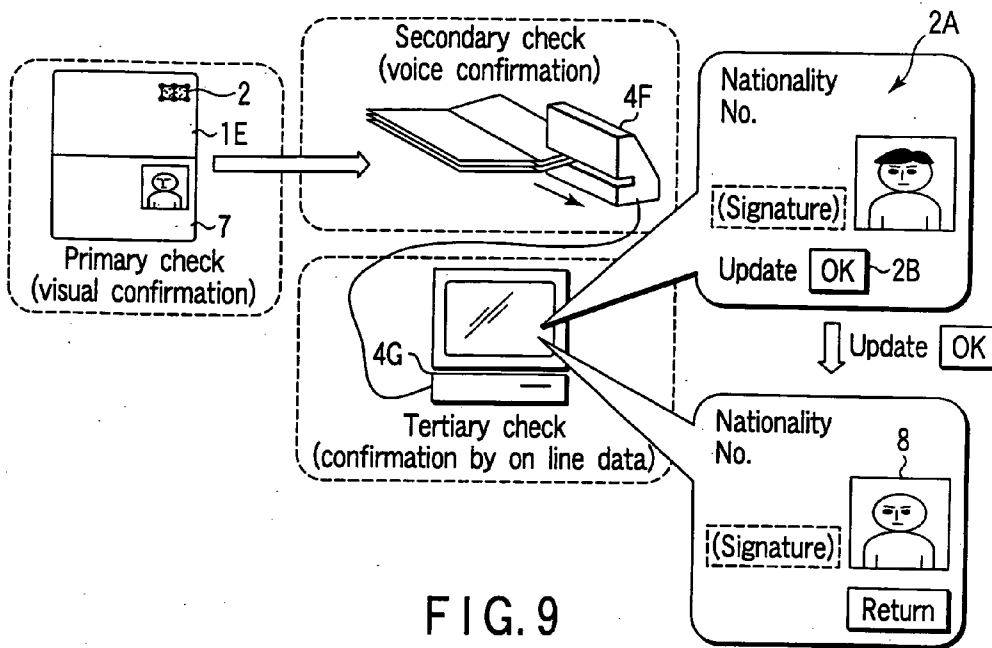 2
1E
7
Primary check
(visual confirmation)
Secondary check
(voice confirmation)
4F
4G
Tertiary check
(confirmation by on line data)
2A
Nationality
No.
(Signature)
Update OK 2B
Update OK
Nationality
No.
8
(Signature)
Return
FIG. 9